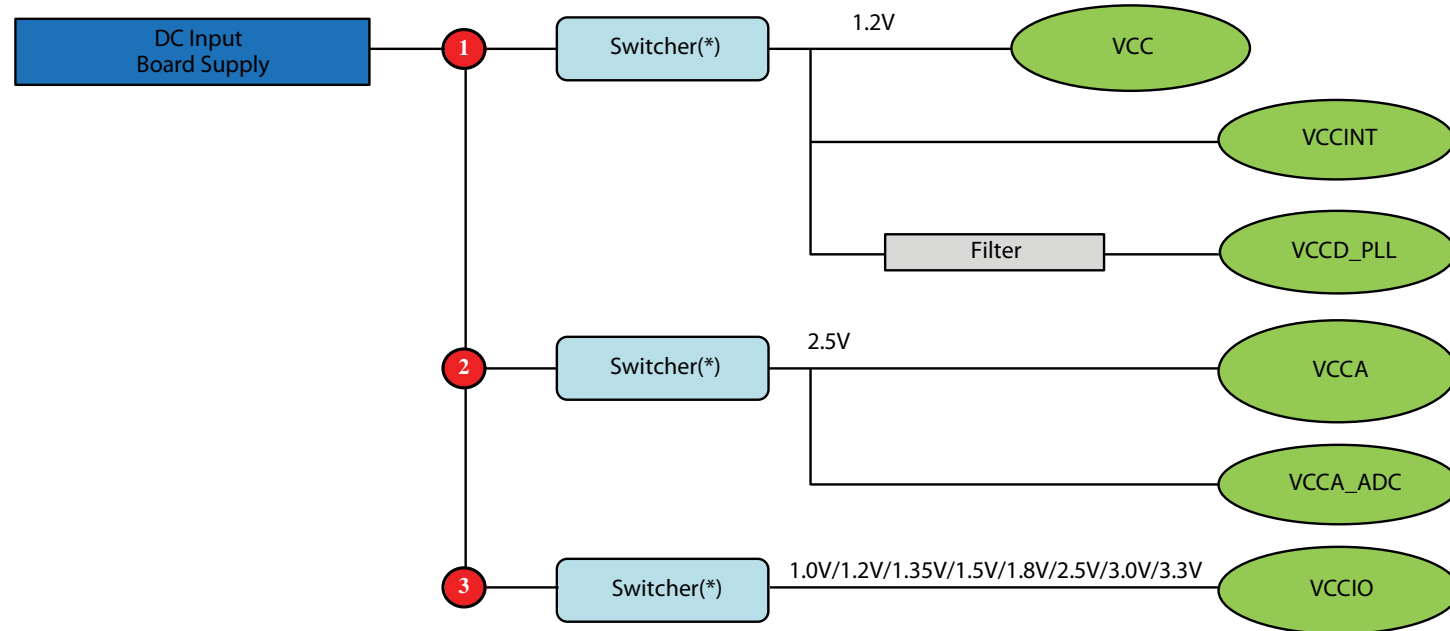 DC Input
Board Supply
1
Switcher(*)
1.2V
VCC
VCCINT
Filter
VCCD_PLL
2
Switcher(*)
2.5V
VCCA
VCCA_ADC
3
Switcher(*)
1.0V/1.2V/1.35V/1.5V/1.8V/2.5V/3.0V/3.3V
VCCIO